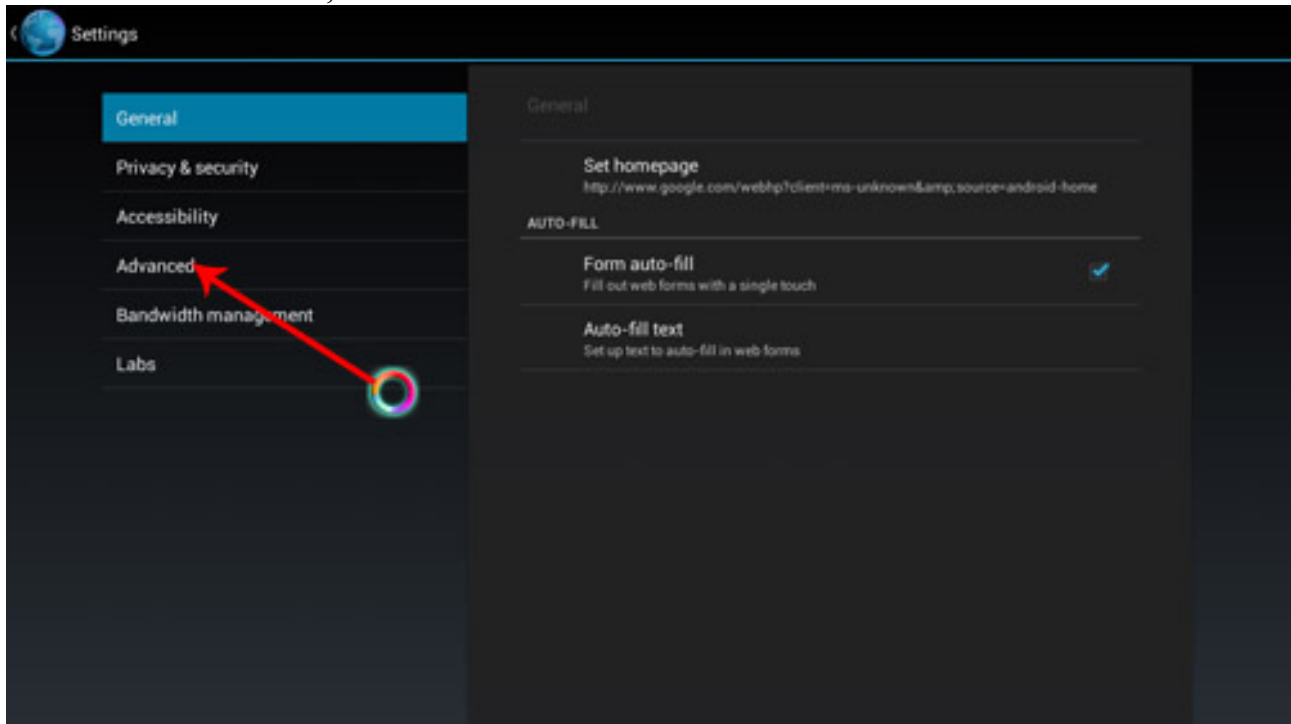 Settings
General
Privacy & security
Accessibility
Advanced
Bandwidth management
Labs
General
Set homepage
http://www.google.com/webhp?client=ms-unknown&amp;source=android-home
AUTO-FILL
Form auto-fill
Fill out web forms with a single touch
Auto-fill text
Set up text to auto-fill in web forms